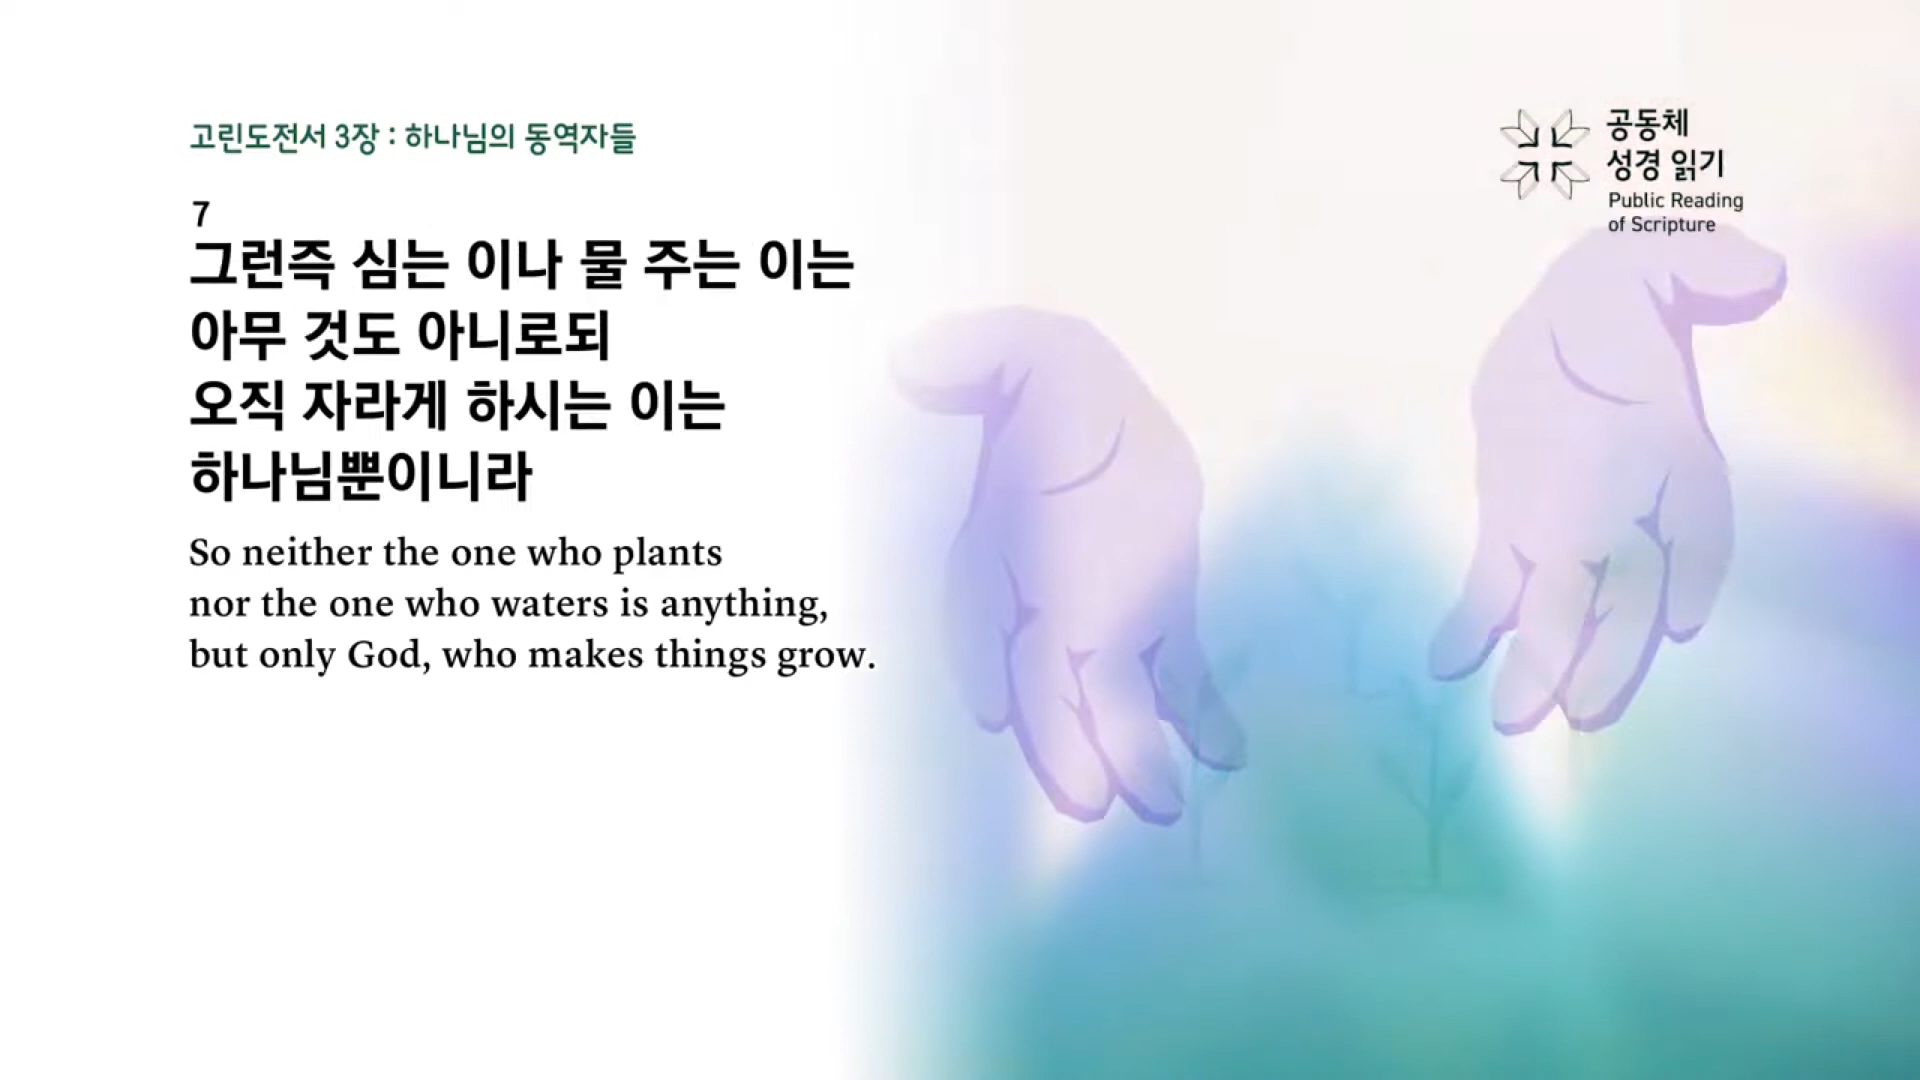 고린도전서 3장 : 하나님의 동역자들
7
그런즉 심는 이나 물 주는 이는
아무 것도 아니로되
오직 자라게 하시는 이는
하나님뿐이니라
So neither the one who plants
nor the one who waters is anything,
but only God, who makes things grow.
공동체
성경 읽기
Public Reading
of Scripture